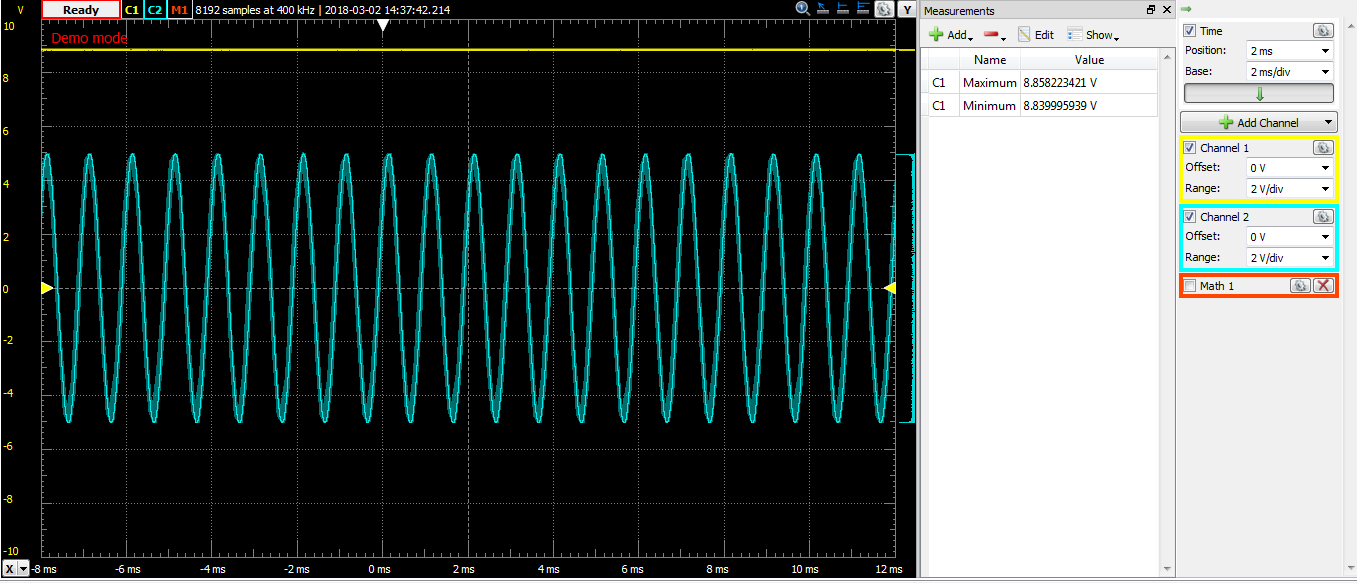 V Ready C1 C2 M1 8192 samples at 400 kHz | 2018-03-02 14:37:42.214 Y
Demo mode
10
8
6
4
2
0
-2
-4
-6
-8
-10
X -8 ms -6 ms -4 ms -2 ms 0 ms 2 ms 4 ms 6 ms 8 ms 10 ms 12 ms
Measurements
Add Edit Show
Name Value
C1 Maximum 8.858223421 V
C1 Minimum 8.839995939 V
Time
Position: 2 ms
Base: 2 ms/div
Add Channel
Channel 1
Offset: 0 V
Range: 2 V/div
Channel 2
Offset: 0 V
Range: 2 V/div
Math 1